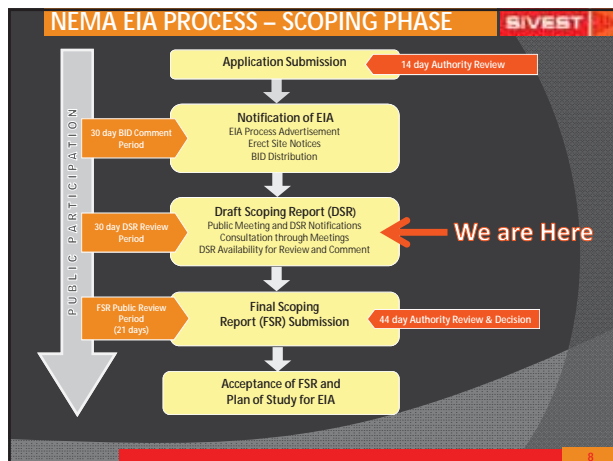 NEMA EIA PROCESS – SCOPING PHASE
SIVEST
Application Submission
14 day Authority Review
PUBLIC PARTICIPATION
30 day BID Comment
Period
Notification of EIA
EIA Process Advertisement
Erect Site Notices
BID Distribution
30 day DSR Review
Period
Draft Scoping Report (DSR)
Public Meeting and DSR Notifications
Consultation through Meetings
DSR Availability for Review and Comment
We are Here
FSR Public Review
Period
(21 days)
Final Scoping
Report (FSR) Submission
44 day Authority Review & Decision
Acceptance of FSR and
Plan of Study for EIA
8